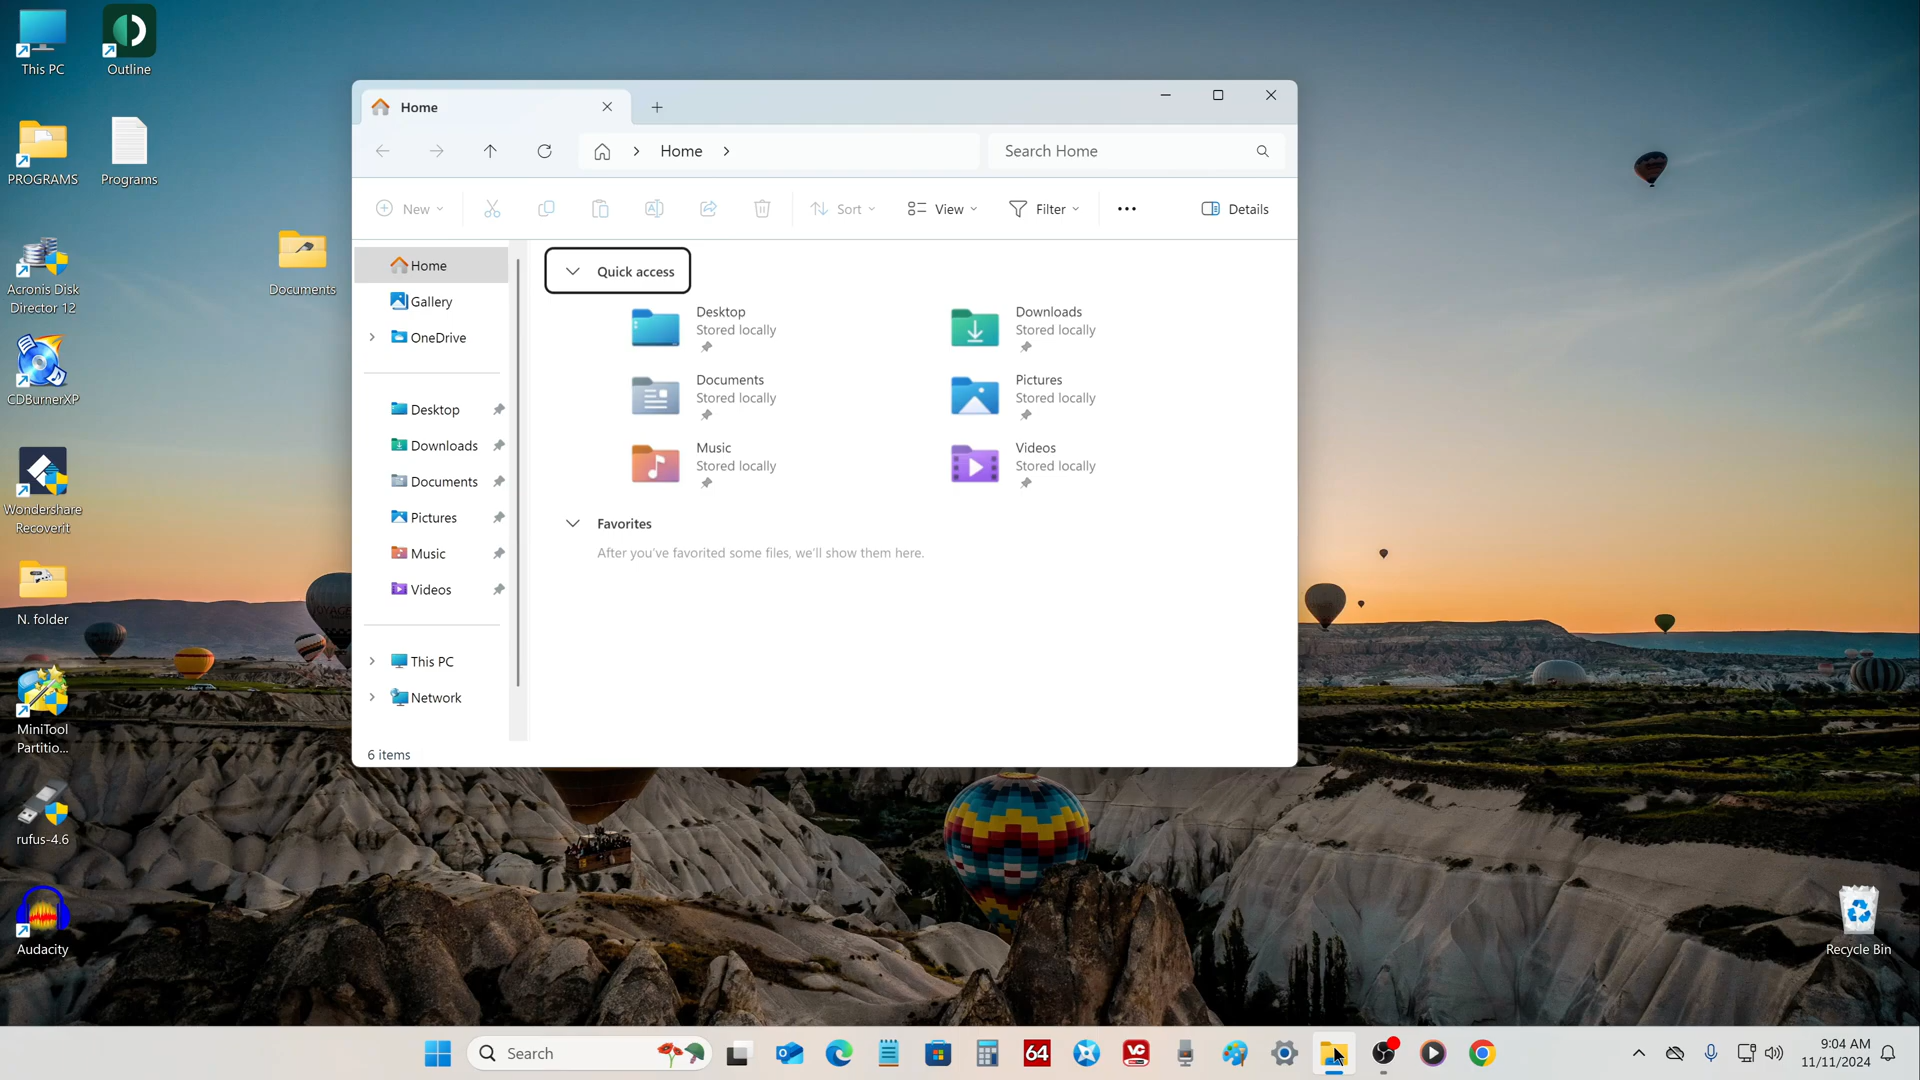 This PC
Outline
PROGRAMS
Programs
Acronis Disk
Director 12
Documents
CDBurnerXP
Wondershare
Recoverit
N. folder
MiniTool
Partitio...
rufus-4.6
Audacity
Recycle Bin
Home
Home
Search Home
New
Sort
View
Filter
Details
Home
Gallery
OneDrive
Desktop
Downloads
Documents
Pictures
Music
Videos
This PC
Network
Quick access
Desktop
Stored locally
Downloads
Stored locally
Documents
Stored locally
Pictures
Stored locally
Music
Stored locally
Videos
Stored locally
Favorites
After you've favorited some files, we'll show them here.
6 items
Search
64
VC
9:04 AM
11/11/2024